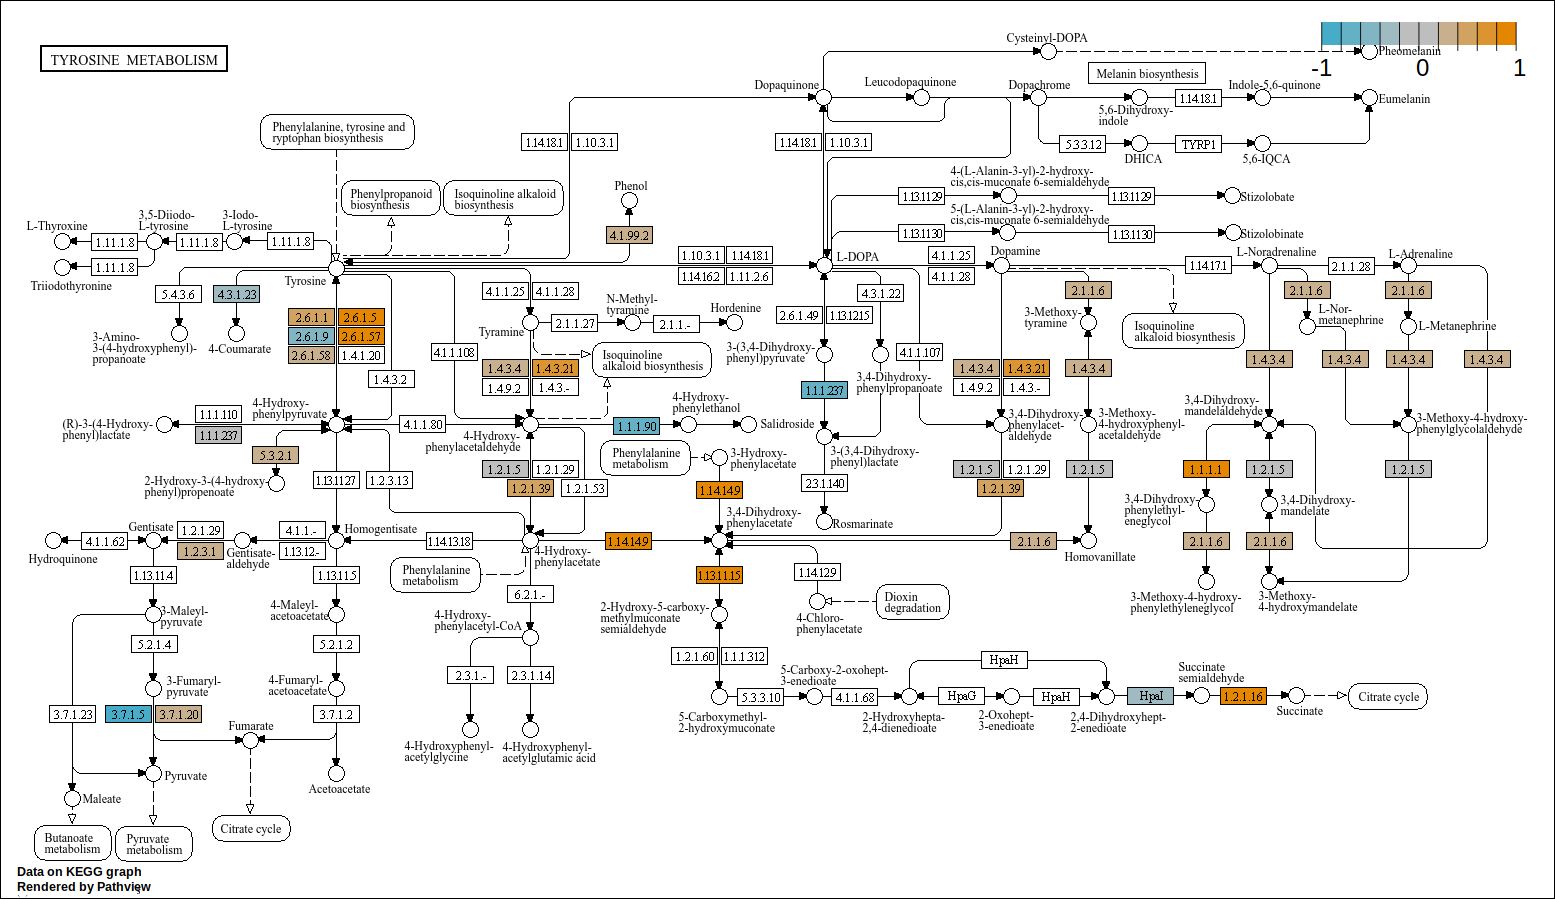 TYROSINE METABOLISM
-1
0
1
Cysteinyl-DOPA
Pheomelanin
Melanin biosynthesis
Dopaquinone
Leucodopaquinone
Dopachrome
5,6-Dihydroxy-
indole
1.14.18.1
Indole-5,6-quinone
Eumelanin
5.3.3.12
DHICA
TYRP1
5,6-IQCA
Phenylalanine, tyrosine and
ryptophan biosynthesis
1.14.18.1
1.10.3.1
1.14.18.1
1.10.3.1
Phenylpropanoid
biosynthesis
Isoquinoline alkaloid
biosynthesis
Phenol
4.1.99.2
4-(L-Alanin-3-yl)-2-hydroxy-
cis,cis-muconate 6-semialdehyde
1.13.11.29
1.13.11.29
Stizolobate
5-(L-Alanin-3-yl)-2-hydroxy-
cis,cis-muconate 6-semialdehyde
1.13.11.30
1.13.11.30
Stizolobinate
L-Thyroxine
3,5-Diiodo-
L-tyrosine
3-Iodo-
L-tyrosine
1.11.1.8
1.11.1.8
1.11.1.8
1.11.1.8
Triiodothyronine
Tyrosine
1.10.3.1
1.14.18.1
1.14.16.2
1.11.2.6
L-DOPA
4.1.1.25
4.1.1.28
Dopamine
1.14.17.1
L-Noradrenaline
2.1.1.28
L-Adrenaline
5.4.3.6
4.3.1.23
3-Amino-
3-(4-hydroxyphenyl)-
propanoate
4-Coumarate
2.6.1.1
2.6.1.5
2.6.1.9
2.6.1.57
2.6.1.58
1.4.1.20
1.4.3.2
4.1.1.25
4.1.1.28
Tyramine
2.1.1.27
N-Methyl-
tyramine
2.1.1.-
Hordenine
4.1.1.108
Isoquinoline
alkaloid biosynthesis
1.4.3.4
1.4.3.21
1.4.9.2
1.4.3.-
2.6.1.49
1.13.12.15
4.3.1.22
3-(3,4-Dihydroxy-
phenyl)pyruvate
3,4-Dihydroxy-
phenylpropanoate
4.1.1.107
1.1.1.237
1.4.3.4
1.4.3.21
1.4.9.2
1.4.3.-
2.1.1.6
3-Methoxy-
tyramine
1.4.3.4
Isoquinoline
alkaloid biosynthesis
2.1.1.6
L-Nor-
metanephrine
2.1.1.6
L-Metanephrine
1.4.3.4
1.4.3.4
1.4.3.4
1.4.3.4
(R)-3-(4-Hydroxy-
phenyl)lactate
1.1.1.110
1.1.1.237
4-Hydroxy-
phenylpyruvate
4.1.1.80
4-Hydroxy-
phenylacetaldehyde
1.1.1.90
4-Hydroxy-
phenylethanol
Salidroside
5.3.2.1
2-Hydroxy-3-(4-hydroxy-
phenyl)propenoate
1.13.11.27
1.2.3.13
1.2.1.5
1.2.1.29
1.2.1.39
1.2.1.53
Phenylalanine
metabolism
3-Hydroxy-
phenylacetate
1.14.14.9
3,4-Dihydroxy-
phenylacetate
3-(3,4-Dihydroxy-
phenyl)lactate
2.3.1.140
Rosmarinate
3,4-Dihydroxy-
phenylacet-
aldehyde
1.2.1.5
1.2.1.29
1.2.1.39
3-Methoxy-
4-hydroxyphenyl-
acetaldehyde
1.2.1.5
3,4-Dihydroxy-
mandelaldehyde
1.1.1.1
1.2.1.5
3,4-Dihydroxy-
phenylethyl-
eneglycol
3,4-Dihydroxy-
mandelate
2.1.1.6
2.1.1.6
3-Methoxy-4-hydroxy-
phenylethyleneglycol
3-Methoxy-
4-hydroxymandelate
3-Methoxy-4-hydroxy-
phenylglycolaldehyde
1.2.1.5
Hydroquinone
4.1.1.62
Gentisate
1.2.1.29
1.2.3.1
Gentisate-
aldehyde
4.1.1.-
1.13.12.-
Homogentisate
1.14.13.18
4-Hydroxy-
phenylacetate
1.14.14.9
2.1.1.6
Homovanillate
Phenylalanine
metabolism
1.13.11.4
1.13.11.5
1.13.11.15
1.14.12.9
4-Chloro-
phenylacetate
Dioxin
degradation
3-Maleyl-
pyruvate
4-Maleyl-
acetoacetate
6.2.1.-
4-Hydroxy-
phenylacetyl-CoA
2-Hydroxy-5-carboxy-
methylmuconate
semialdehyde
5.2.1.4
5.2.1.2
2.3.1.-
2.3.1.14
1.2.1.60
1.1.1.312
3-Fumaryl-
pyruvate
4-Fumaryl-
acetoacetate
3.7.1.23
3.7.1.5
3.7.1.20
3.7.1.2
Fumarate
4-Hydroxyphenyl-
acetylglycine
4-Hydroxyphenyl-
acetylglutamic acid
5-Carboxymethyl-
2-hydroxymuconate
5.3.3.10
5-Carboxy-2-oxohept-
3-enedioate
4.1.1.68
2-Hydroxyhepta-
2,4-dienedioate
HpaH
HpaG
2-Oxohept-
3-enedioate
HpaH
2,4-Dihydroxyhept-
2-enedioate
HpaI
Succinate
semialdehyde
1.2.1.16
Succinate
Citrate cycle
Pyruvate
Acetoacetate
Maleate
Butanoate
metabolism
Pyruvate
metabolism
Citrate cycle
Data on KEGG graph
Rendered by Pathview